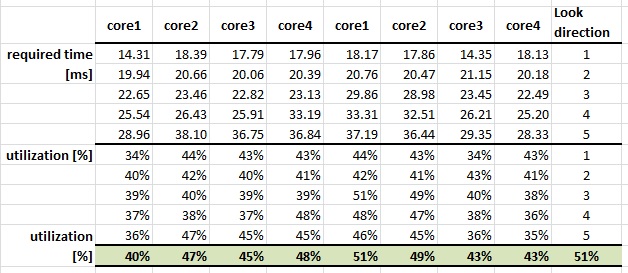 core1 core2 core3 core4 core1 core2 core3 core4 Look direction
required time [ms] 14.31 18.39 17.79 17.96 18.17 17.86 14.35 18.13 1
19.94 20.66 20.06 20.39 20.76 20.47 21.15 20.18 2
22.65 23.46 22.82 23.13 29.86 28.98 23.45 22.49 3
25.54 26.43 25.91 33.19 33.31 32.51 26.21 25.20 4
28.96 38.10 36.75 36.84 37.19 36.44 29.35 28.33 5
utilization [%] 34% 44% 43% 43% 44% 43% 34% 43% 1
40% 42% 40% 41% 42% 41% 43% 41% 2
39% 40% 39% 39% 51% 49% 40% 38% 3
37% 38% 37% 48% 48% 47% 38% 36% 4
36% 47% 45% 45% 46% 45% 36% 35% 5
utilization [%] 40% 47% 45% 48% 51% 49% 43% 43% 51%